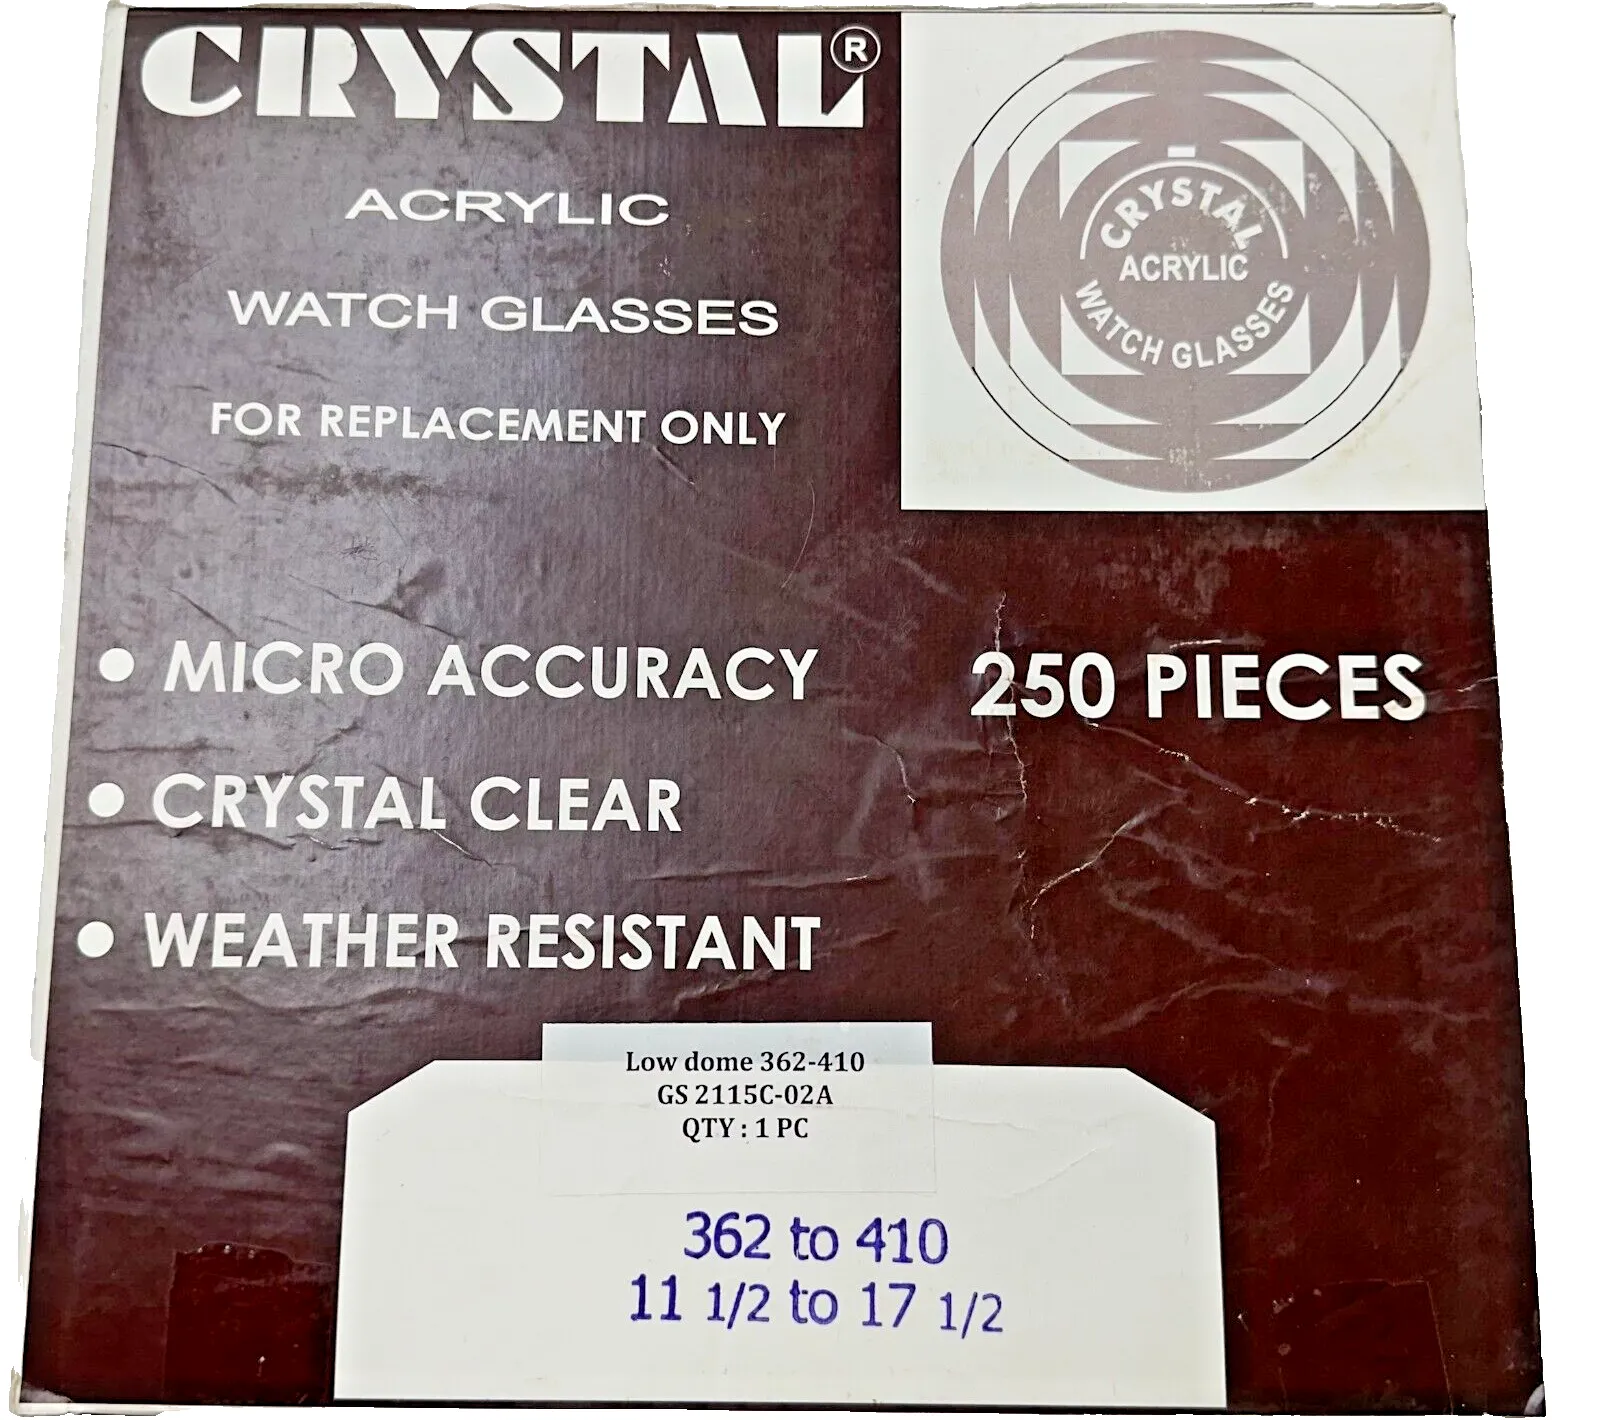 CRYSTAL®
ACRYLIC
WATCH GLASSES
FOR REPLACEMENT ONLY
CRYSTAL
ACRYLIC
WATCH GLASSES
• MICRO ACCURACY
250 PIECES
• CRYSTAL CLEAR
• WEATHER RESISTANT
Low dome 362-410
GS 2115C-02A
QTY : 1 PC
362 to 410
11 1/2 to 17 1/2